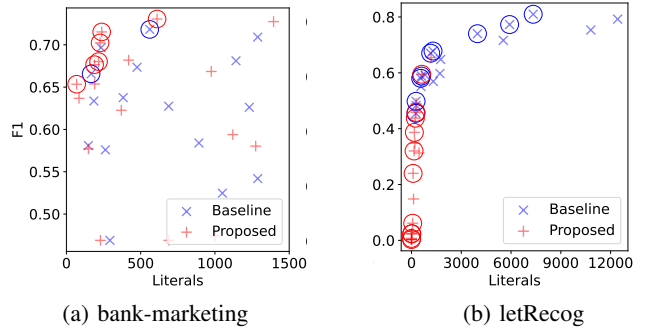 0.70
0.65
0.60
0.55
0.50
F1
0 500 1000 1500
Literals
Baseline
Proposed
(a) bank-marketing
0.8
0.6
0.4
0.2
0.0
0 3000 6000 9000 12000
Literals
Baseline
Proposed
(b) letRecog